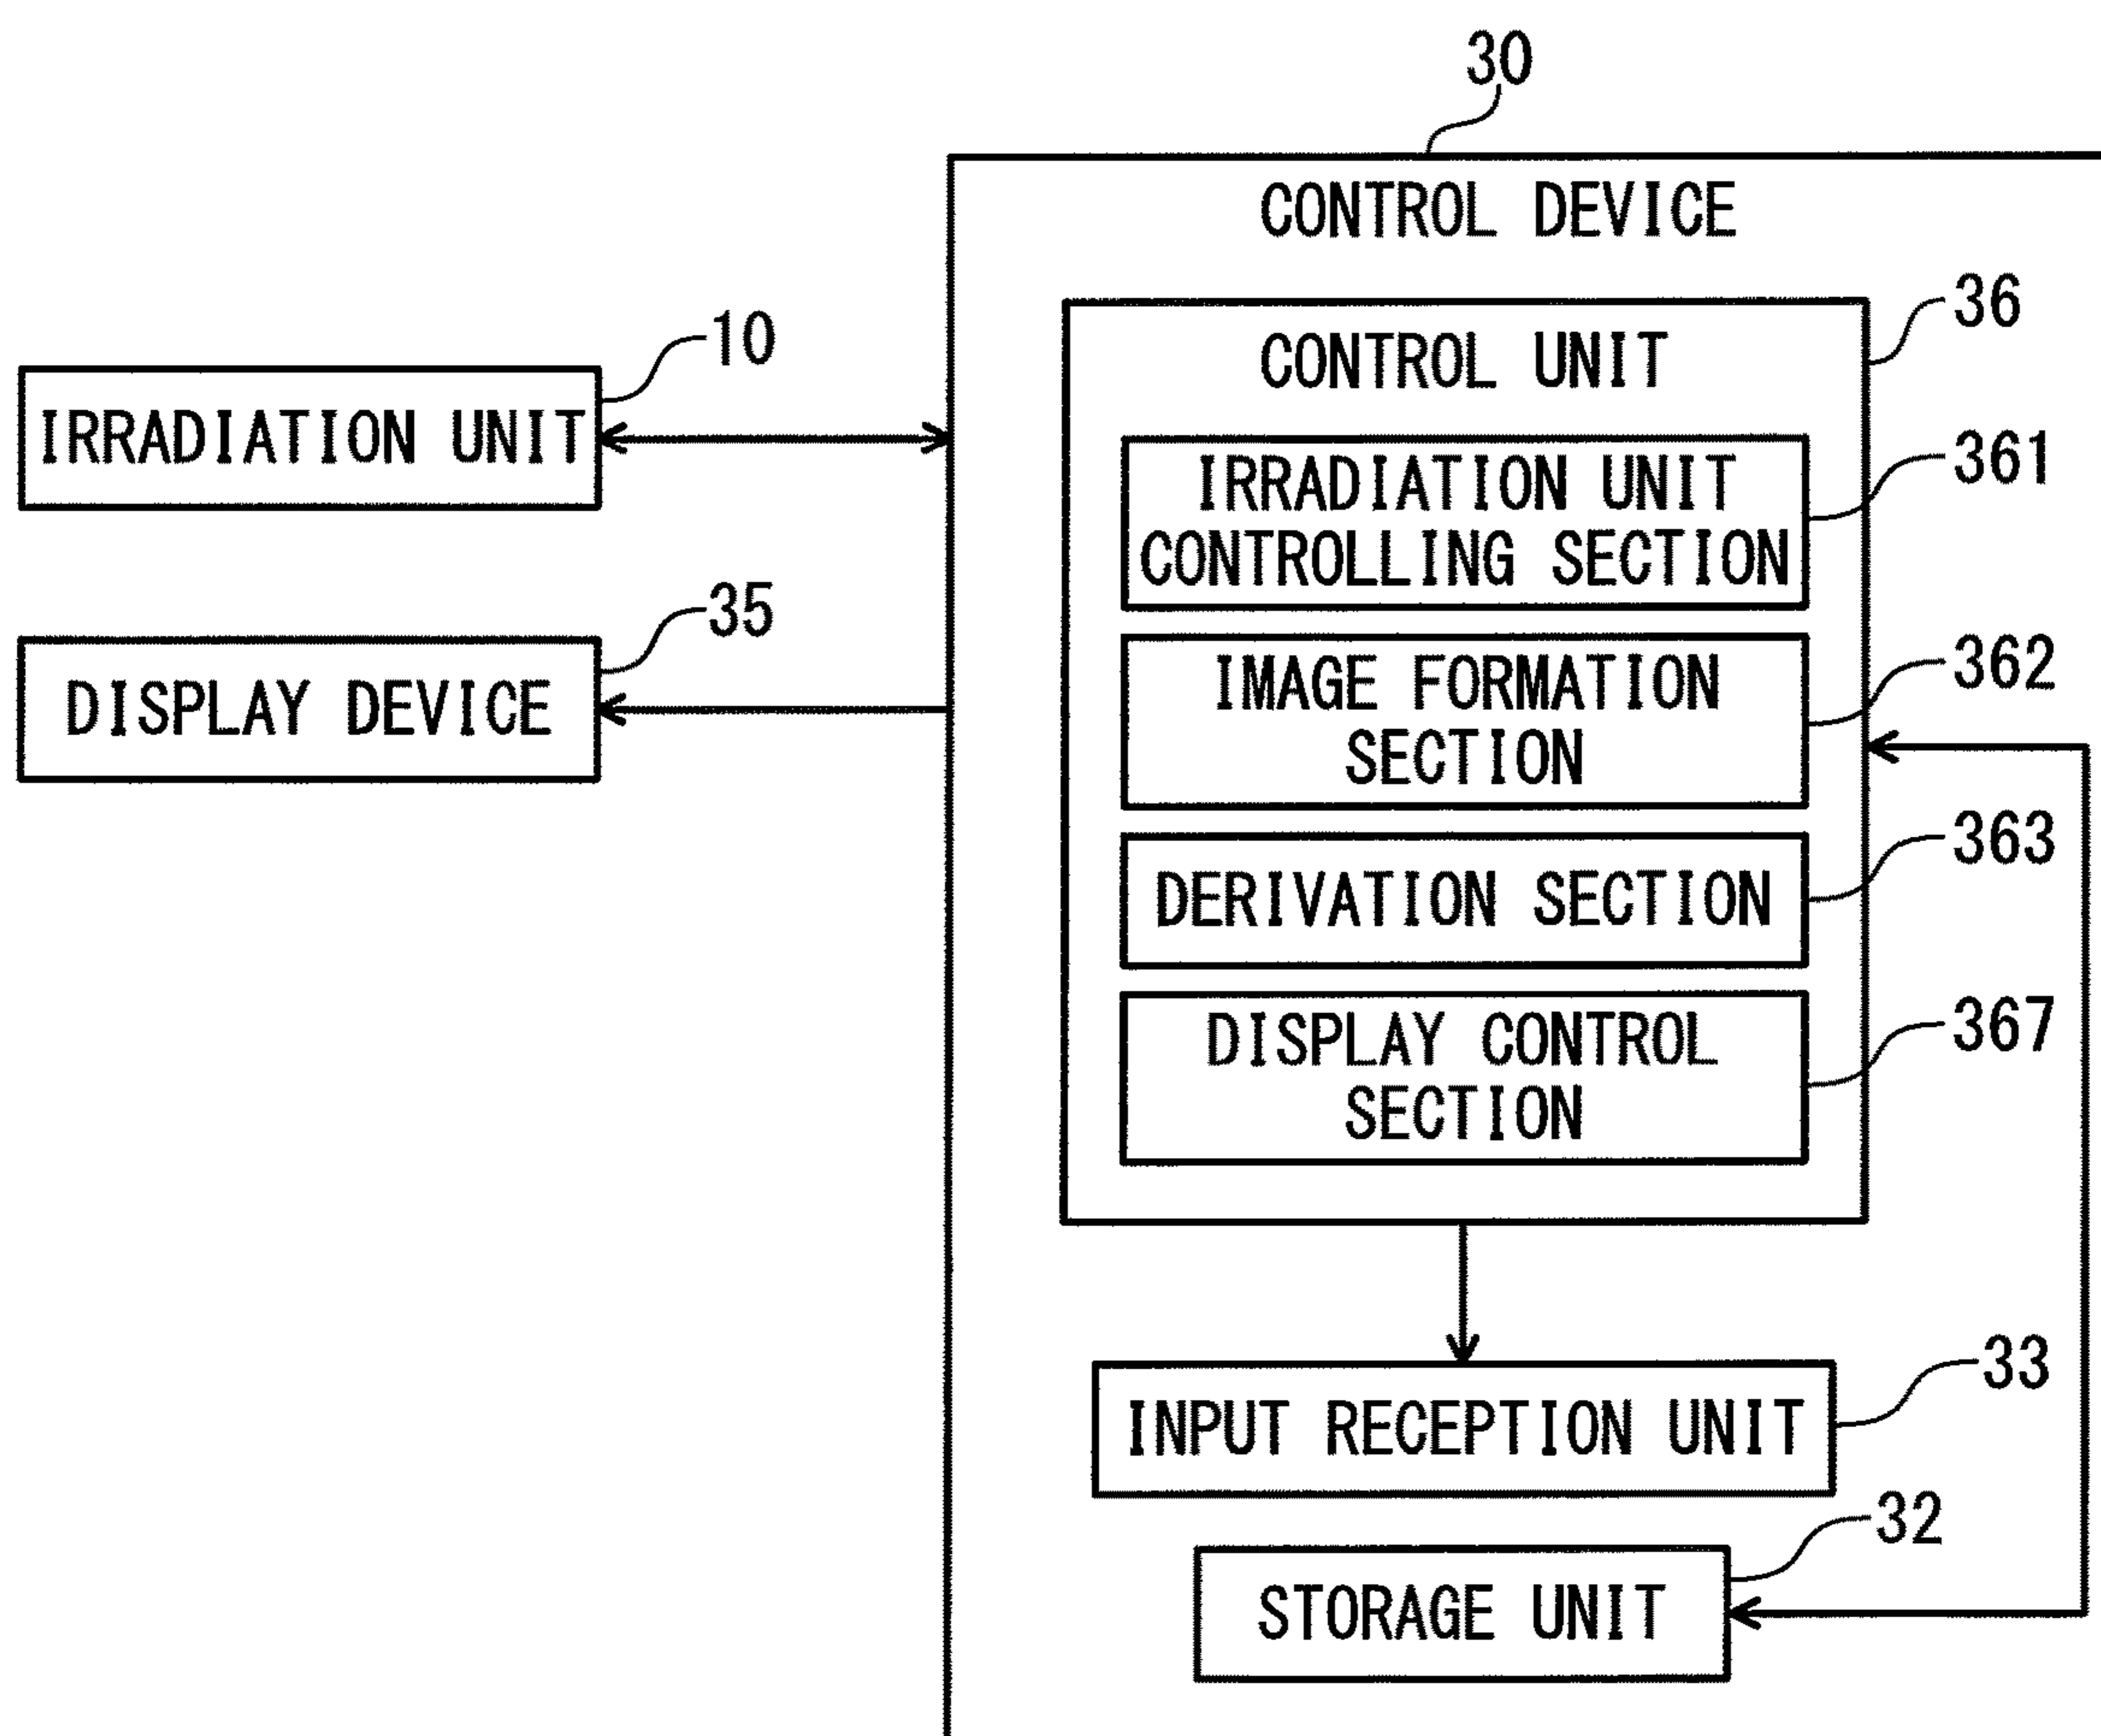 30
CONTROL DEVICE
36
CONTROL UNIT
10
IRRADIATION UNIT
361
IRRADIATION UNIT
CONTROLLING SECTION
35
DISPLAY DEVICE
362
IMAGE FORMATION
SECTION
363
DERIVATION SECTION
367
DISPLAY CONTROL
SECTION
33
INPUT RECEPTION UNIT
32
STORAGE UNIT